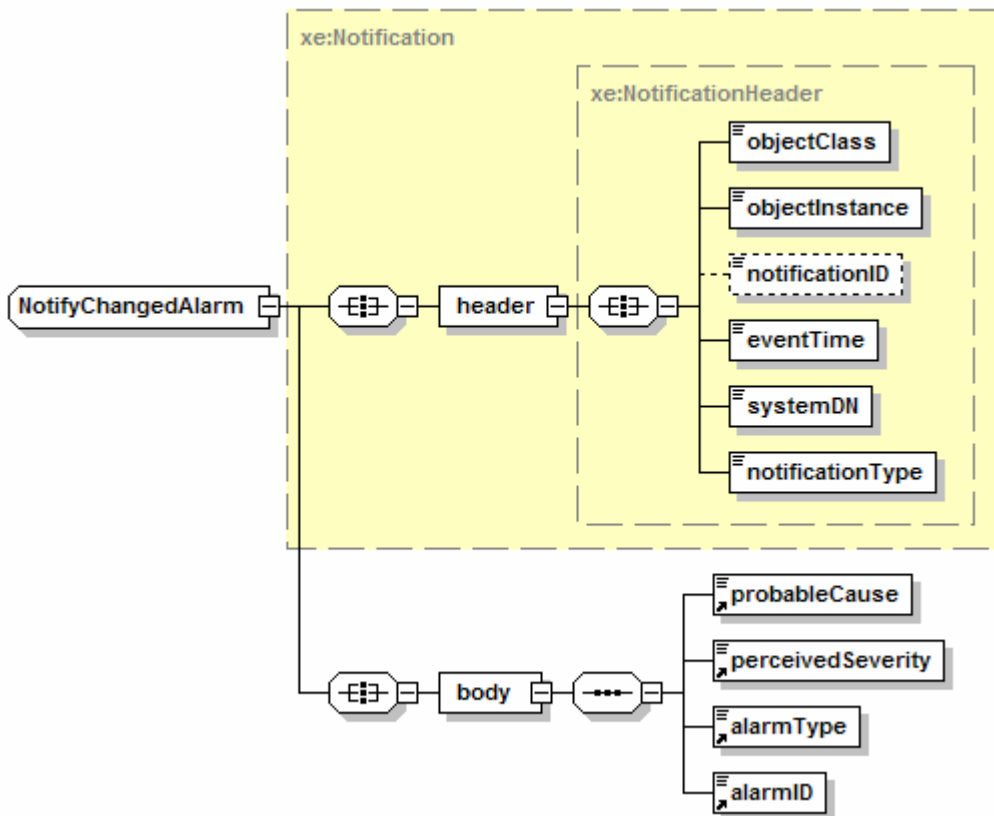 xe:Notification
xe:NotificationHeader
objectClass
objectInstance
notificationID
NotifyChangedAlarm
header
eventTime
systemDN
notificationType
probableCause
perceivedSeverity
body
alarmType
alarmID